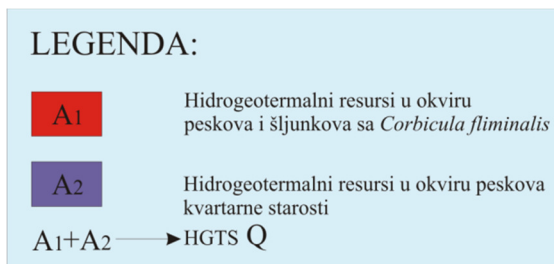 LEGENDA:
A1
Hidrogeotermalni resursi u okviru
peskova i šljunkova sa Corbicula fliminalis
A2
Hidrogeotermalni resursi u okviru peskova
kvartarne starosti
A1+A2 → HGTS Q